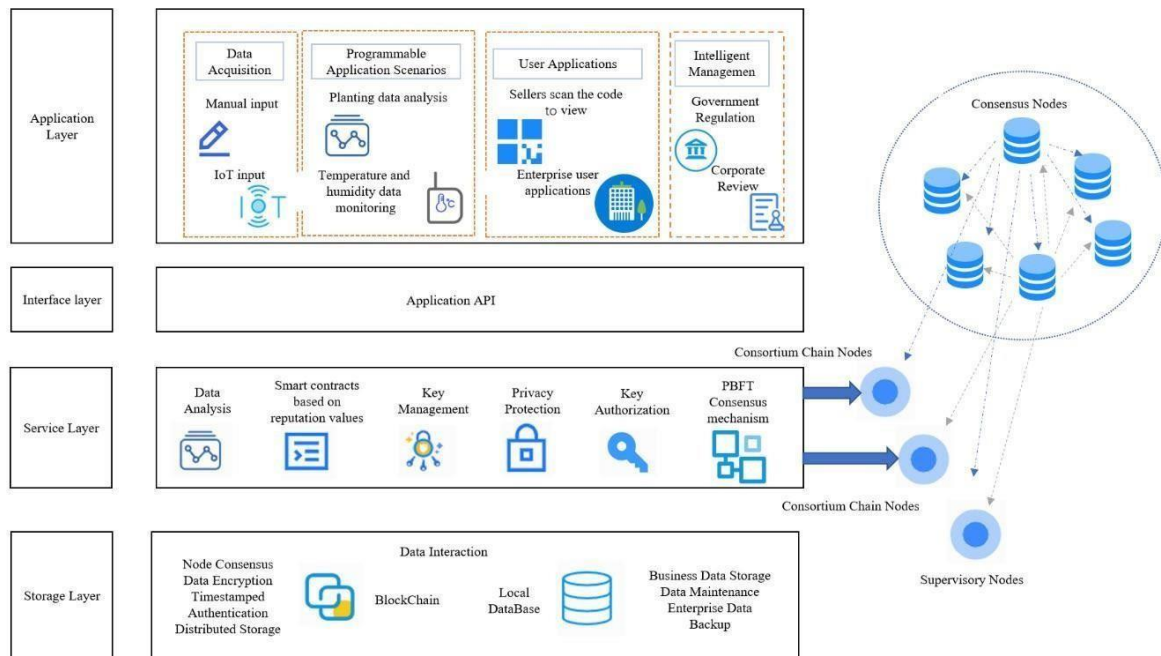 Application
Layer
Data
Acquisition
Manual input
IoT input
I T
Programmable
Application Scenarios
Planting data analysis
Temperature and
humidity data
monitoring
°C
User Applications
Sellers scan the code
to view
Enterprise user
applications
Intelligent
Managemen
Government
Regulation
Corporate
Review
Consensus Nodes
Interface layer
Application API
Service Layer
Data
Analysis
Smart contracts
based on
reputation values
Key
Management
Privacy
Protection
Key
Authorization
PBFT
Consensus
mechanism
Consortium Chain Nodes
Consortium Chain Nodes
Supervisory Nodes
Storage Layer
Data Interaction
Node Consensus
Data Encryption
Timestamped
Authentication
Distributed Storage
BlockChain
Local
DataBase
Business Data Storage
Data Maintenance
Enterprise Data
Backup